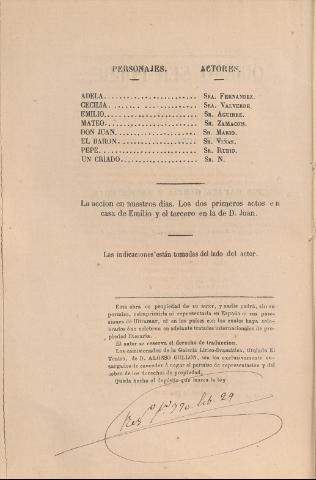 PERSONAJES. ACTORES.
ADELA........................ SRA. FERNANDEZ.
CECILIA...................... SRA. VALVERDE.
EMILIO....................... SR. AGUIRRE.
MATEO........................ SR. ZAMACOIS.
DON JUAN..................... SR. MARIO.
EL BARON..................... SR. VIÑAS.
PEPE......................... SR. RUBIO.
UN CRIADO.................... SR. N.
La accion en nuestros dias. Los dos primeros actos en
casa de Emilio y el tercero en la de D. Juan.
Las indicaciones están tomadas del lado del actor.
Esta obra es propiedad de su autor, y nadie podrá, sin su
permiso, reimprimirla ni representarla en España ni sus pose-
siones de Ultramar, ni en los países con los cuales haya cele-
brados ó se celebren en adelante tratados internacionales de pro-
piedad literaria.
El autor se reserva el derecho de traduccion.
Los comisionados de la Galería Lírico-Dramática, titulada El
Teatro, de D. ALONSO GULLON, son los exclusivamente en-
cargados de conceder ó negar el permiso de representacion y del
cobro de los derechos de propiedad.
Queda hecho el depósito que marca la ley